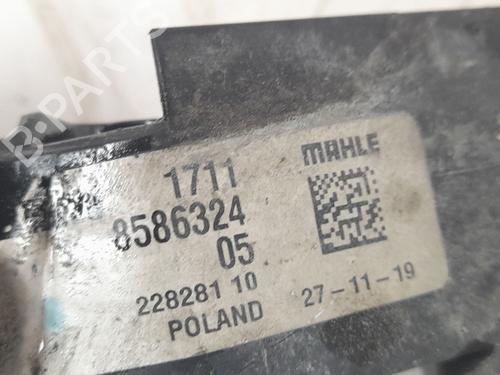 B-PARTS
MAHLE
1711
8586324
05
228281 10
27-11-19
POLAND